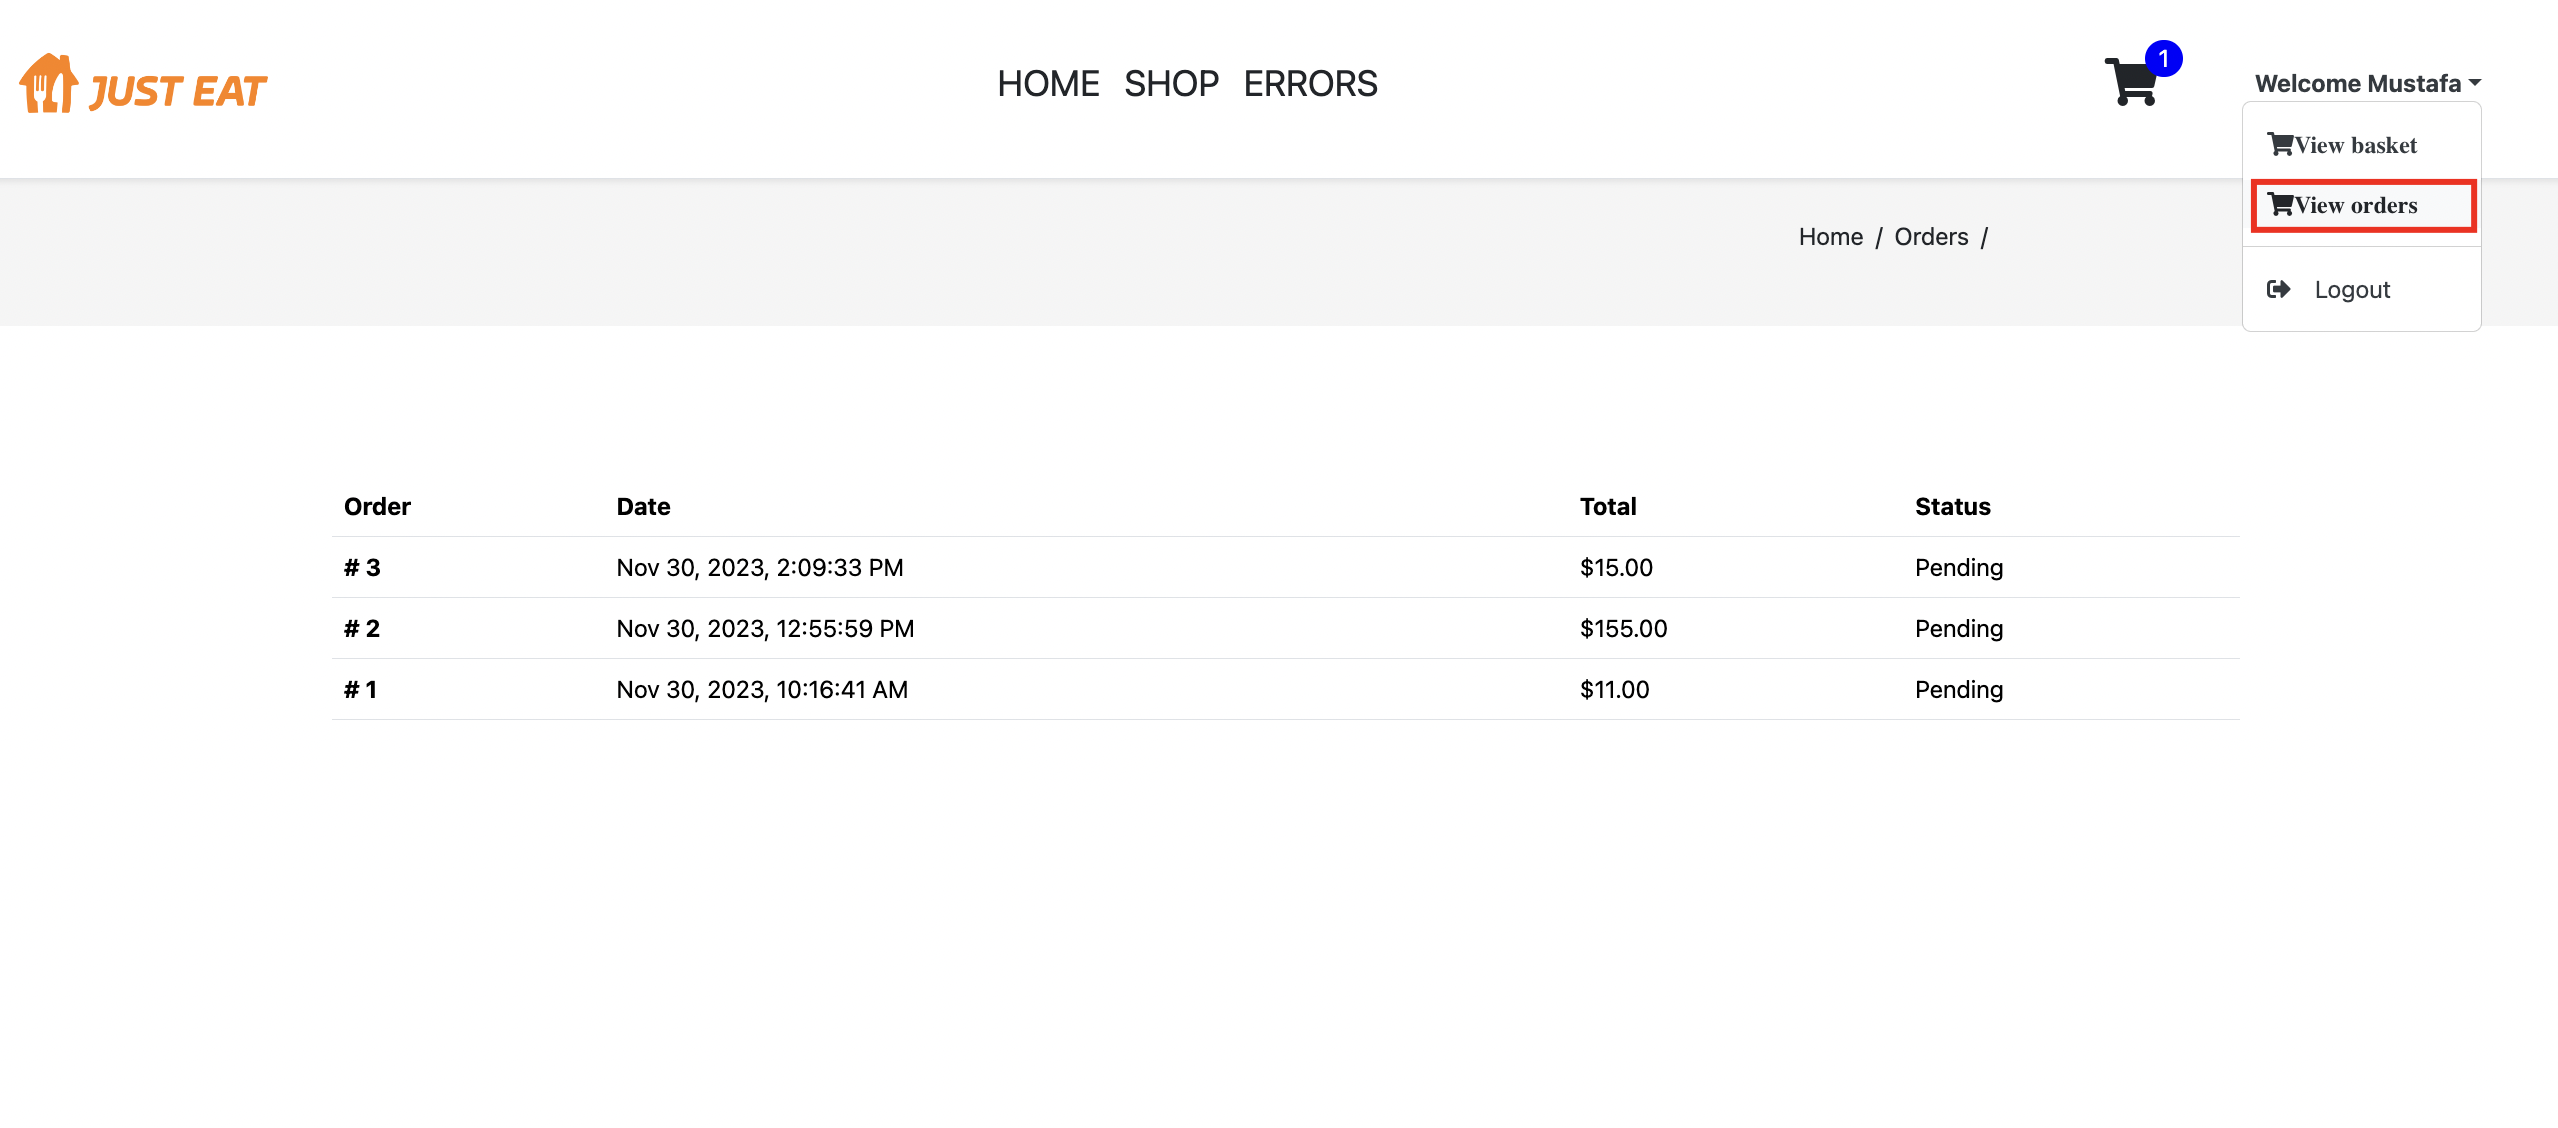 JUST EAT
HOME SHOP ERRORS
1
Welcome Mustafa
View basket
View orders
Logout
Home / Orders /
Order Date Total Status
# 3 Nov 30, 2023, 2:09:33 PM $15.00 Pending
# 2 Nov 30, 2023, 12:55:59 PM $155.00 Pending
# 1 Nov 30, 2023, 10:16:41 AM $11.00 Pending